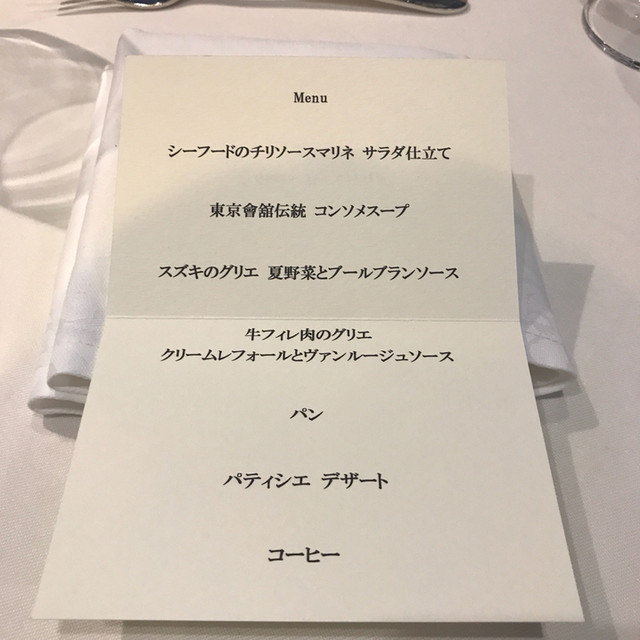 Menu
シーフードのチリソースマリネ サラダ仕立て
東京會舘伝統 コンソメスープ
スズキのグリエ 夏野菜とブールブランソース
牛フィレ肉のグリエ
クリームレフォールとヴァンルージュソース
パン
パティシエ デザート
コーヒー